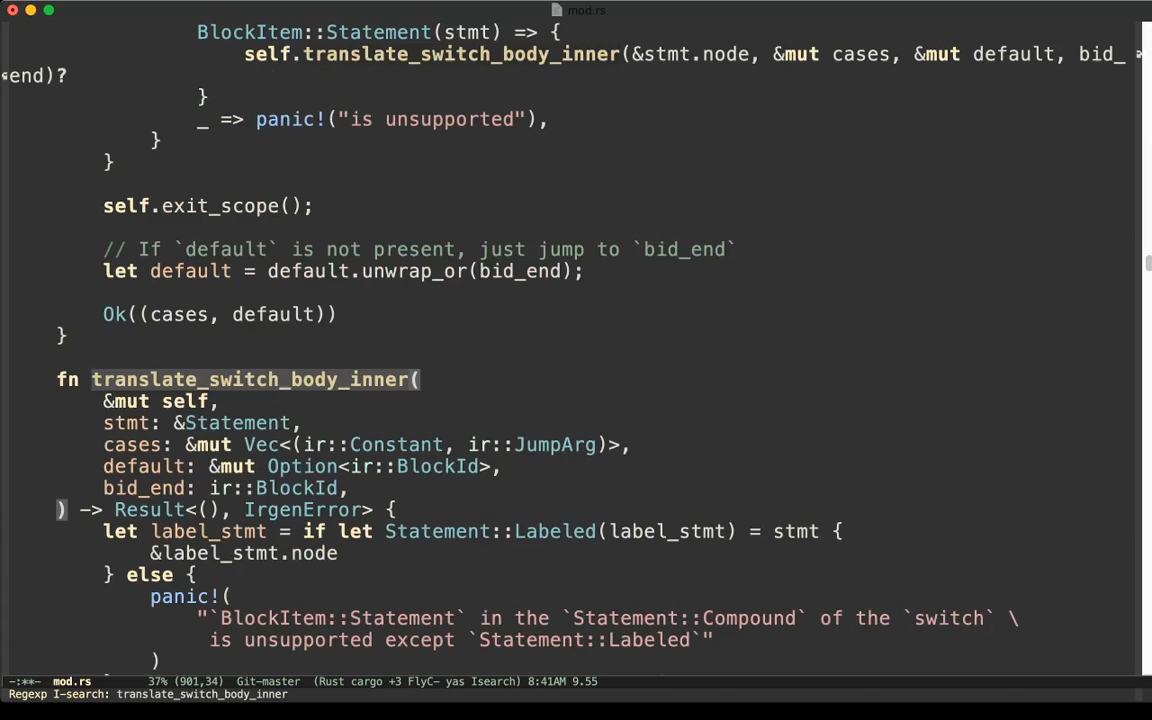 mod.rs
BlockItem::Statement(stmt) => {
self.translate_switch_body_inner(&stmt.node, &mut cases, &mut default, bid_
end)?
}
_ => panic!("is unsupported"),
}
}
self.exit_scope();
// If `default` is not present, just jump to `bid_end`
let default = default.unwrap_or(bid_end);
Ok((cases, default))
}
fn translate_switch_body_inner(
&mut self,
stmt: &Statement,
cases: &mut Vec<(ir::Constant, ir::JumpArg)>,
default: &mut Option<ir::BlockId>,
bid_end: ir::BlockId,
) -> Result<(), IrgenError> {
let label_stmt = if let Statement::Labeled(label_stmt) = stmt {
&label_stmt.node
} else {
panic!(
"`BlockItem::Statement` in the `Statement::Compound` of the `switch` \
is unsupported except `Statement::Labeled`"
)
-:**- mod.rs 37% (901,34) Git-master (Rust cargo +3 FlyC- yas Isearch) 8:41AM 9.55
Regexp I-search: translate_switch_body_inner